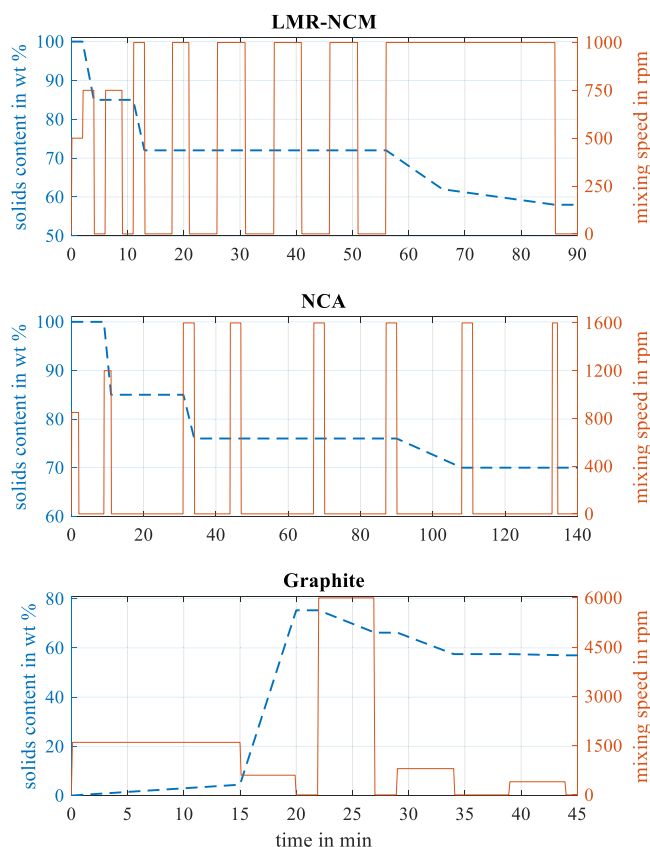 LMR-NCM
solids content in wt %
100
90
80
70
60
50
0 10 20 30 40 50 60 70 80 90
1000
750
500
250
0
mixing speed in rpm
NCA
solids content in wt %
100
90
80
70
60
0 20 40 60 80 100 120 140
1600
1200
800
400
0
mixing speed in rpm
Graphite
solids content in wt %
80
60
40
20
0
0 5 10 15 20 25 30 35 40 45
6000
4500
3000
1500
0
mixing speed in rpm
time in min